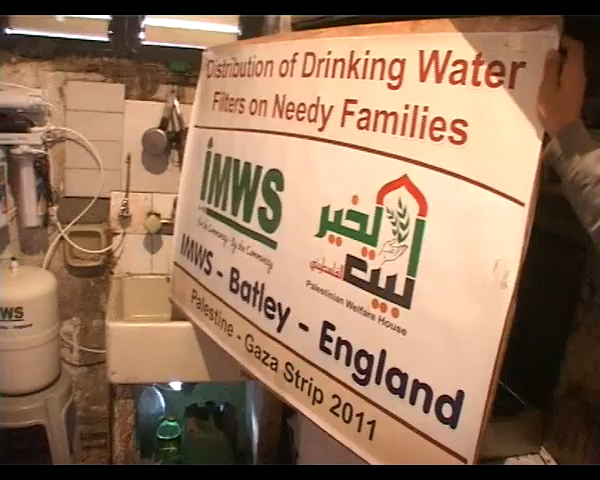 Distribution of Drinking Water
Filters on Needy Families
iMWS
For the Community - By the Community
بيت الخير
الفلسطيني
Palestinian Welfare House
IMWS - Batley - England
Palestine - Gaza Strip 2011
WS